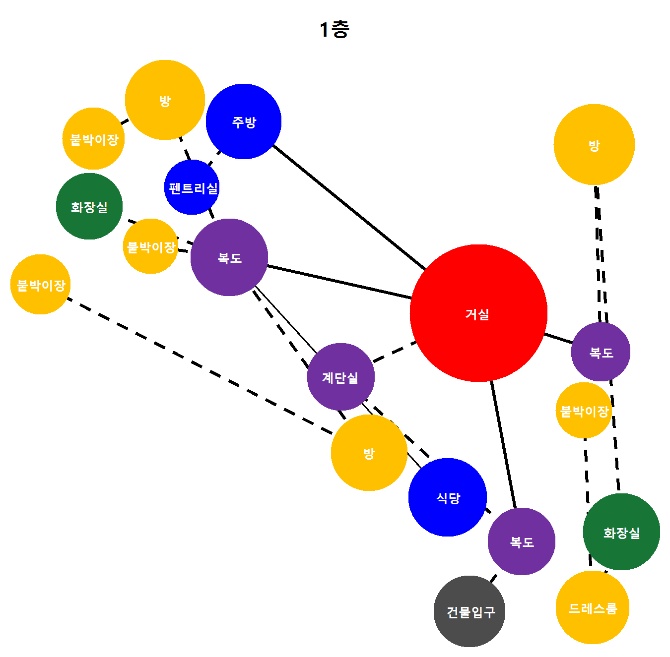 1층
방
주방
붙박이장
방
펜트리실
화장실
붙박이장
복도
붙박이장
거실
복도
계단실
붙박이장
방
식당
화장실
복도
건물입구
드레스룸